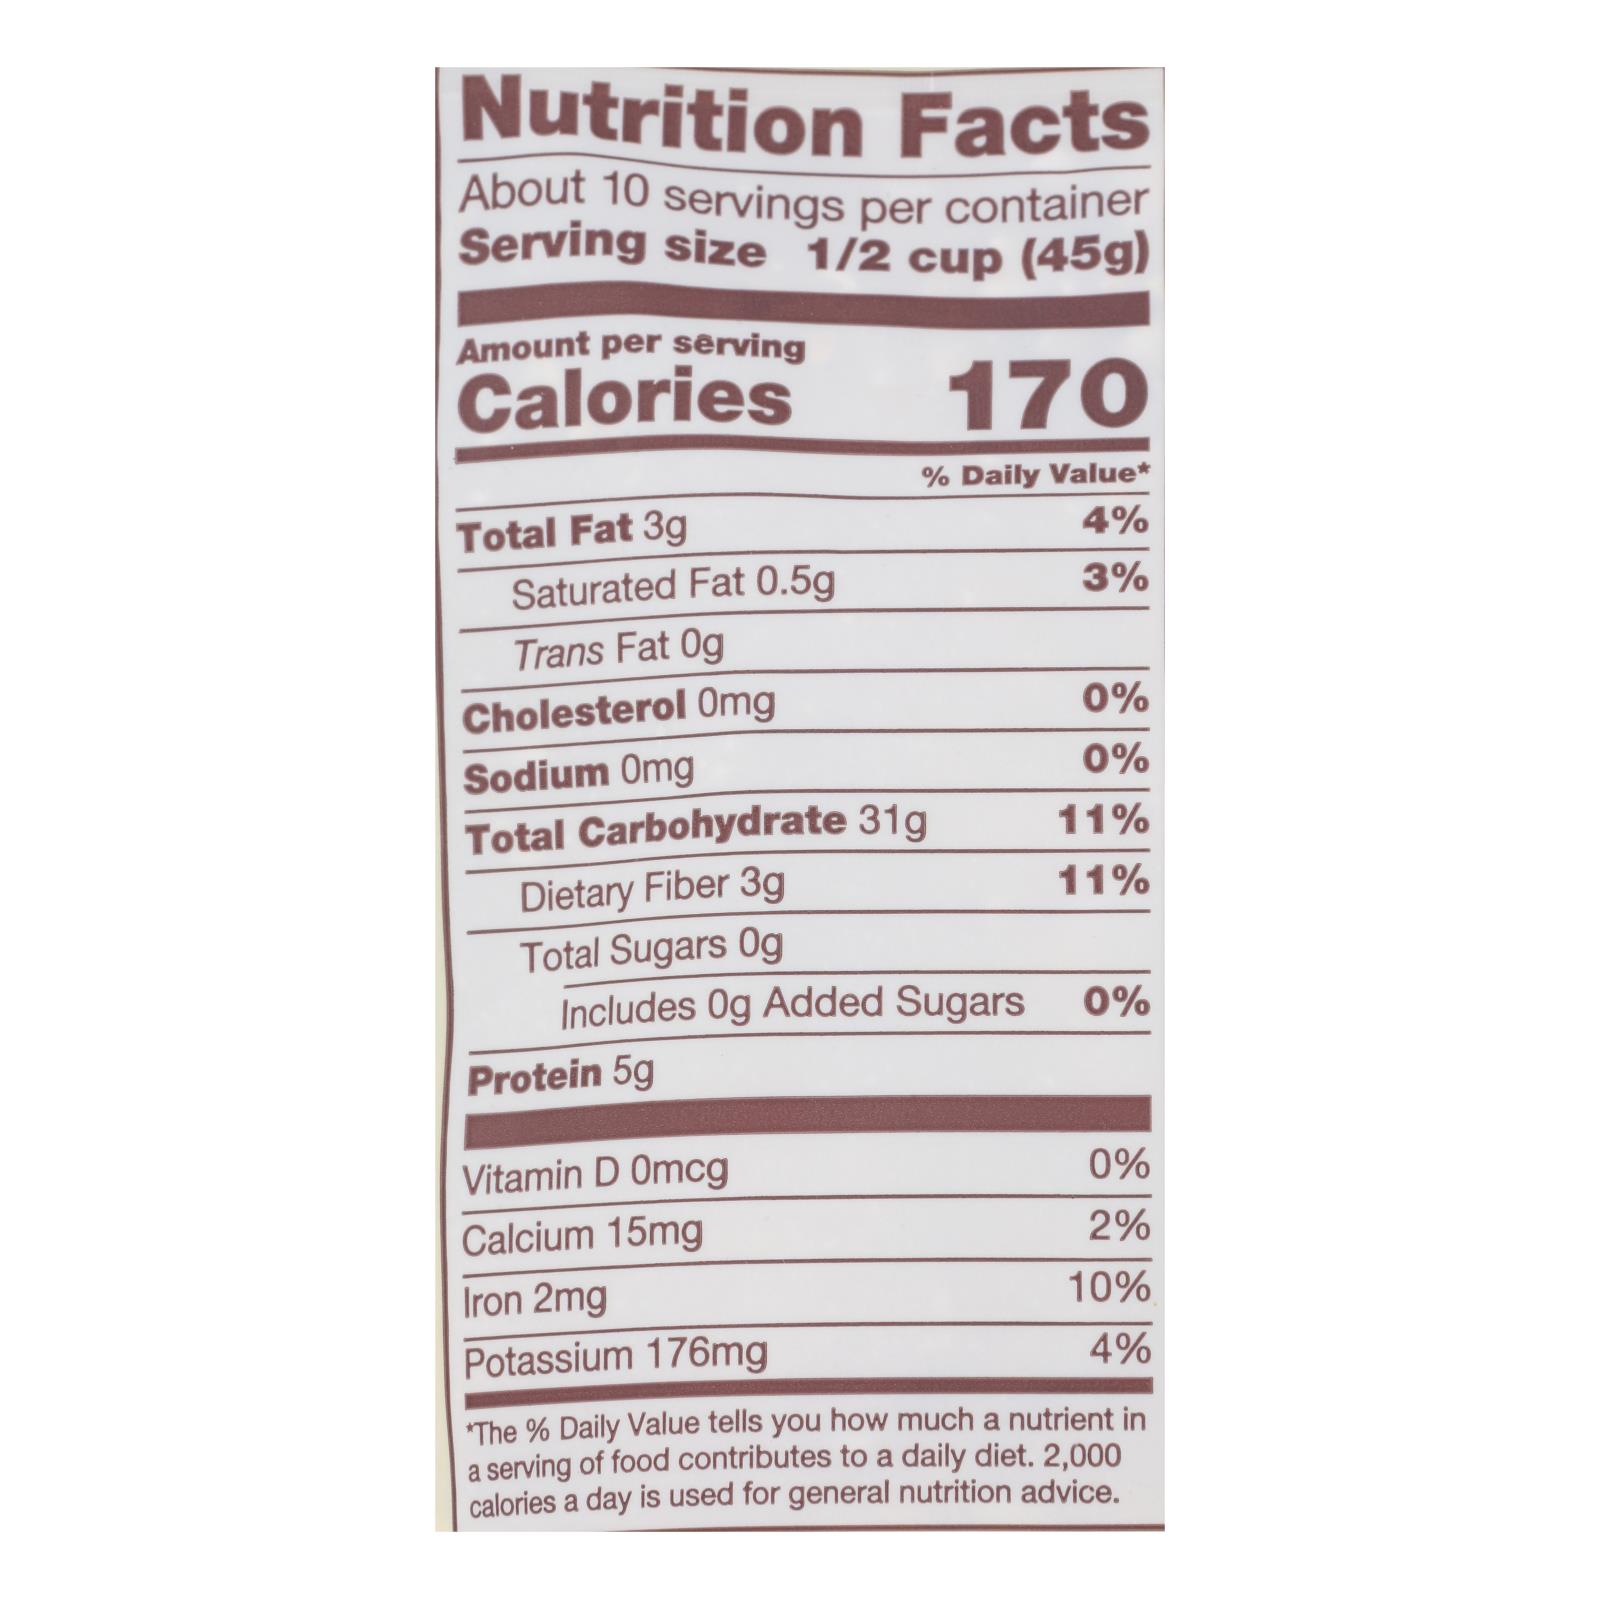 Nutrition Facts
About 10 servings per container
Serving size 1/2 cup (45g)
Amount per serving
Calories 170
% Daily Value*
Total Fat 3g 4%
Saturated Fat 0.5g 3%
Trans Fat 0g
Cholesterol 0mg 0%
Sodium 0mg 0%
Total Carbohydrate 31g 11%
Dietary Fiber 3g 11%
Total Sugars 0g
Includes 0g Added Sugars 0%
Protein 5g
Vitamin D 0mcg 0%
Calcium 15mg 2%
Iron 2mg 10%
Potassium 176mg 4%
*The % Daily Value tells you how much a nutrient in
a serving of food contributes to a daily diet. 2,000
calories a day is used for general nutrition advice.